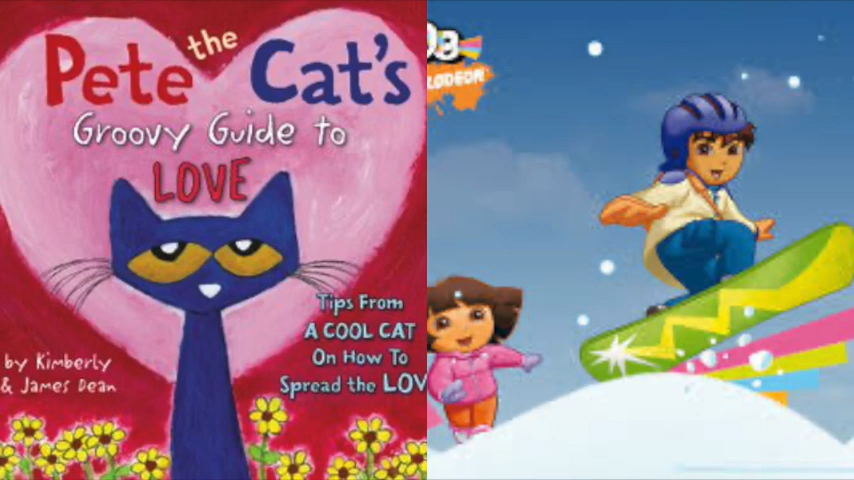 the
Pete Cat's
Groovy Guide to
LOVE
Tips From
A COOL CAT
On How To
Spread the LOV
by Kimberly
& James Dean
LODEON